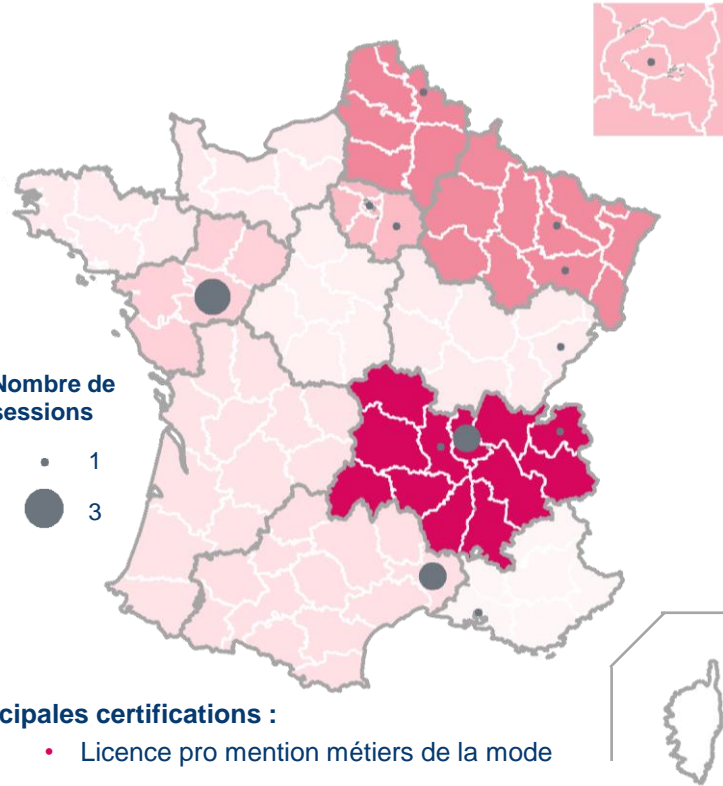 Nombre de
sessions
1
3
cipales certifications :
• Licence pro mention métiers de la mode